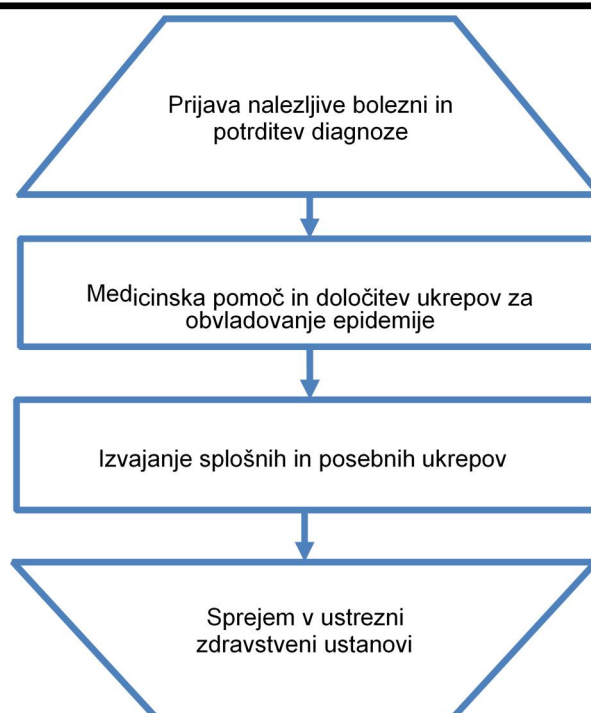 Prijava nalezljive bolezni in
potrditev diagnoze
Medicinska pomoč in določitev ukrepov za
obvladovanje epidemije
Izvajanje splošnih in posebnih ukrepov
Sprejem v ustrezni
zdravstveni ustanovi